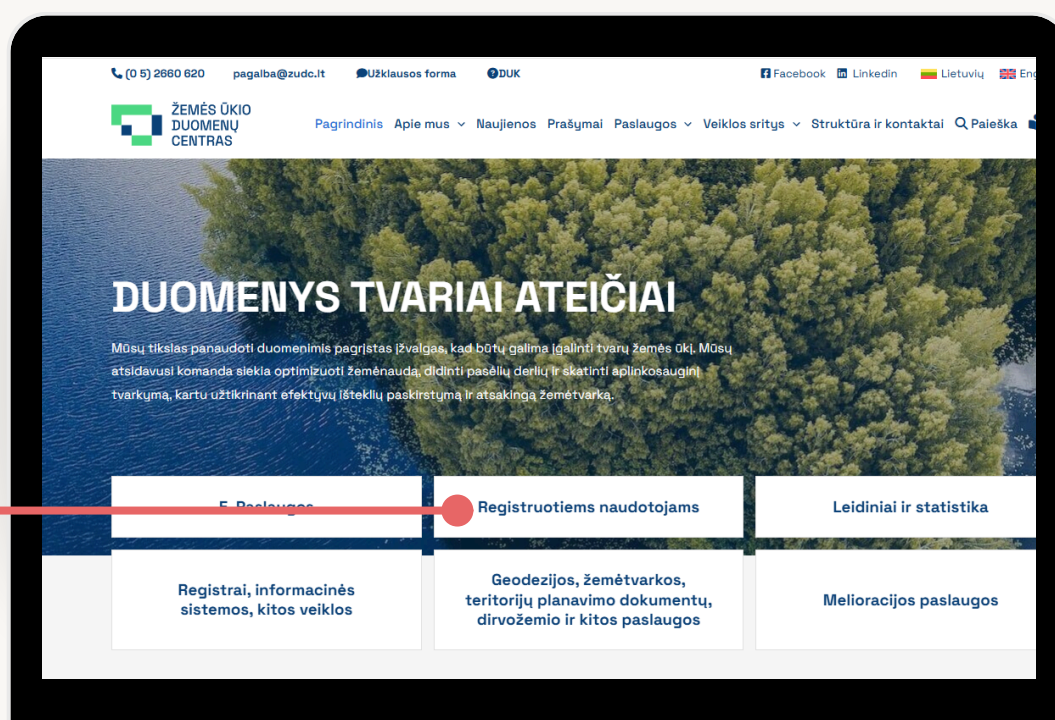 (0 5) 2660 620 pagalba@zudc.lt Užklausos forma DUK Facebook Linkedin Lietuvių Eng
ŽEMĖS ŪKIO
DUOMENŲ
CENTRAS
Pagrindinis Apie mus Naujienos Prašymai Paslaugos Veiklos sritys Struktūra ir kontaktai Paieška
DUOMENYS TVARIAI ATEIČIAI
Mūsų tikslas panaudoti duomenimis pagrįstas įžvalgas, kad būtų galima įgalinti tvarų žemės ūkį. Mūsų
atsidavusi komanda siekia optimizuoti žemėnaudą, didinti pasėlių derlių ir skatinti aplinkosauginį
tvarkymą, kartu užtikrinant efektyvų išteklių paskirstymą ir atsakingą žemėtvarką.
E. Paslaugos
Registruotiems naudotojams
Leidiniai ir statistika
Registrai, informacinės
sistemos, kitos veiklos
Geodezijos, žemėtvarkos,
teritorijų planavimo dokumentų,
dirvožemio ir kitos paslaugos
Melioracijos paslaugos